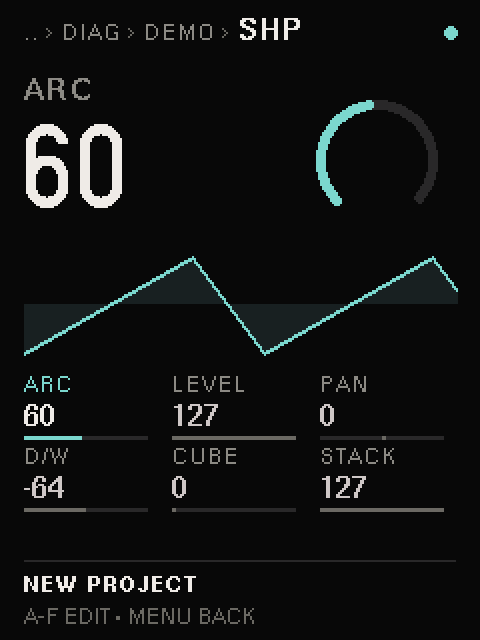 ..› DIAG › DEMO › SHP
ARC
60
ARC LEVEL PAN
60 127 0
D/W CUBE STACK
-64 0 127
NEW PROJECT
A-F EDIT· MENU BACK